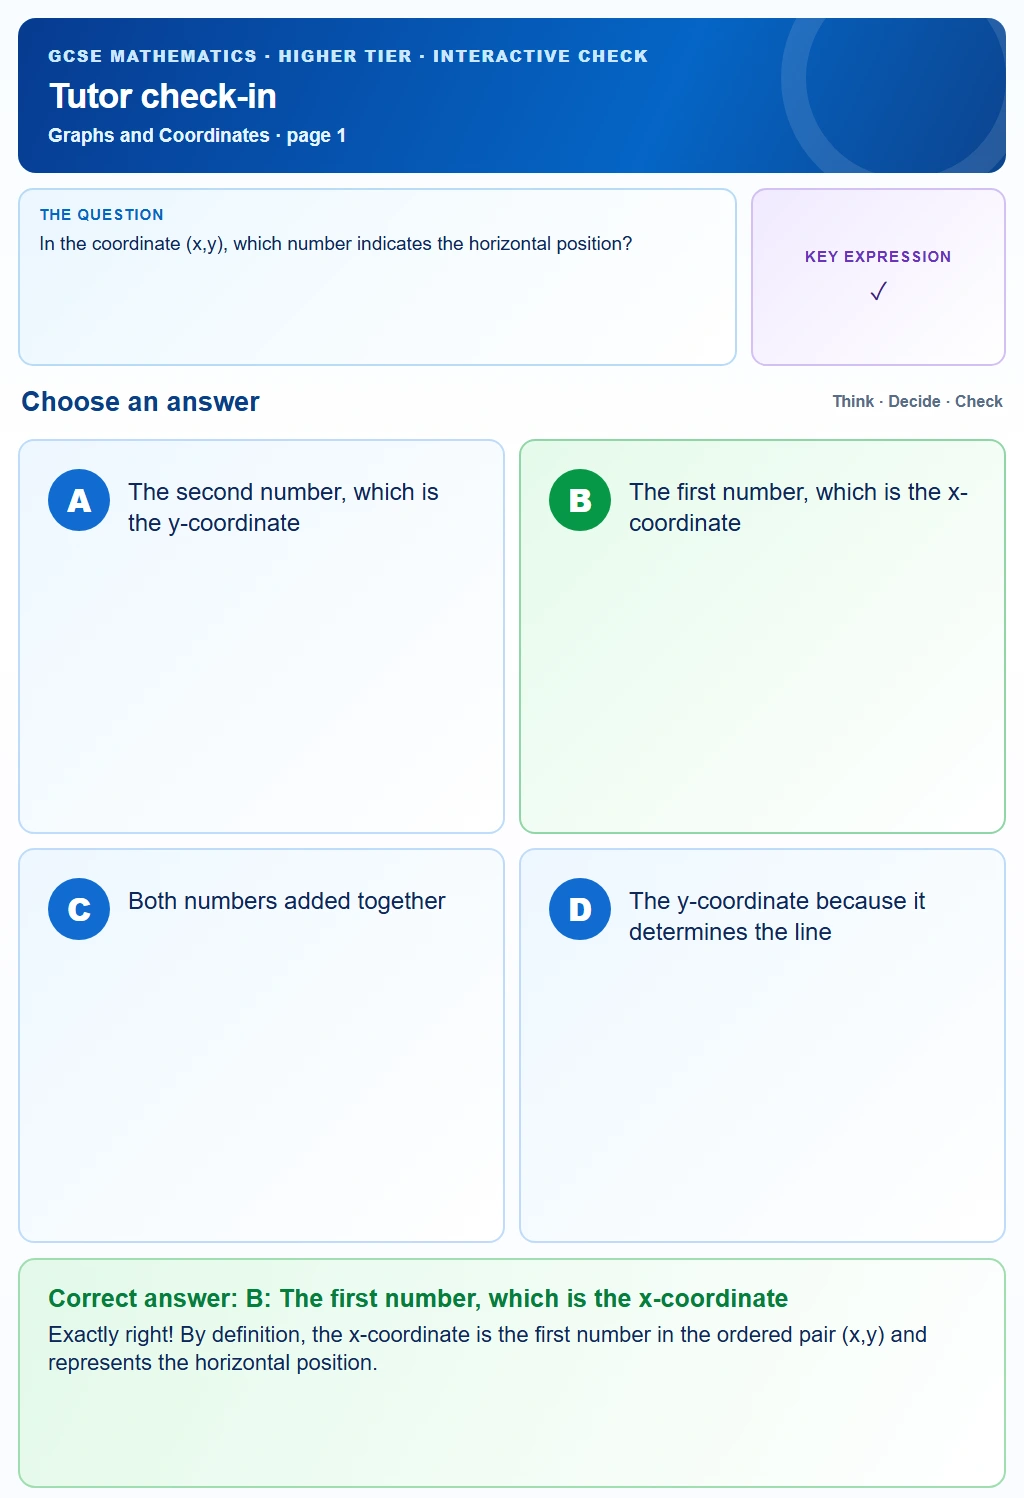 GCSE MATHEMATICS · HIGHER TIER · INTERACTIVE CHECK
Tutor check-in
Graphs and Coordinates · page 1
THE QUESTION
In the coordinate (x,y), which number indicates the horizontal position?
KEY EXPRESSION
✓
Choose an answer
Think · Decide · Check
A
The second number, which is
the y-coordinate
B
The first number, which is the x-
coordinate
C
Both numbers added together
D
The y-coordinate because it
determines the line
Correct answer: B: The first number, which is the x-coordinate
Exactly right! By definition, the x-coordinate is the first number in the ordered pair (x,y) and
represents the horizontal position.